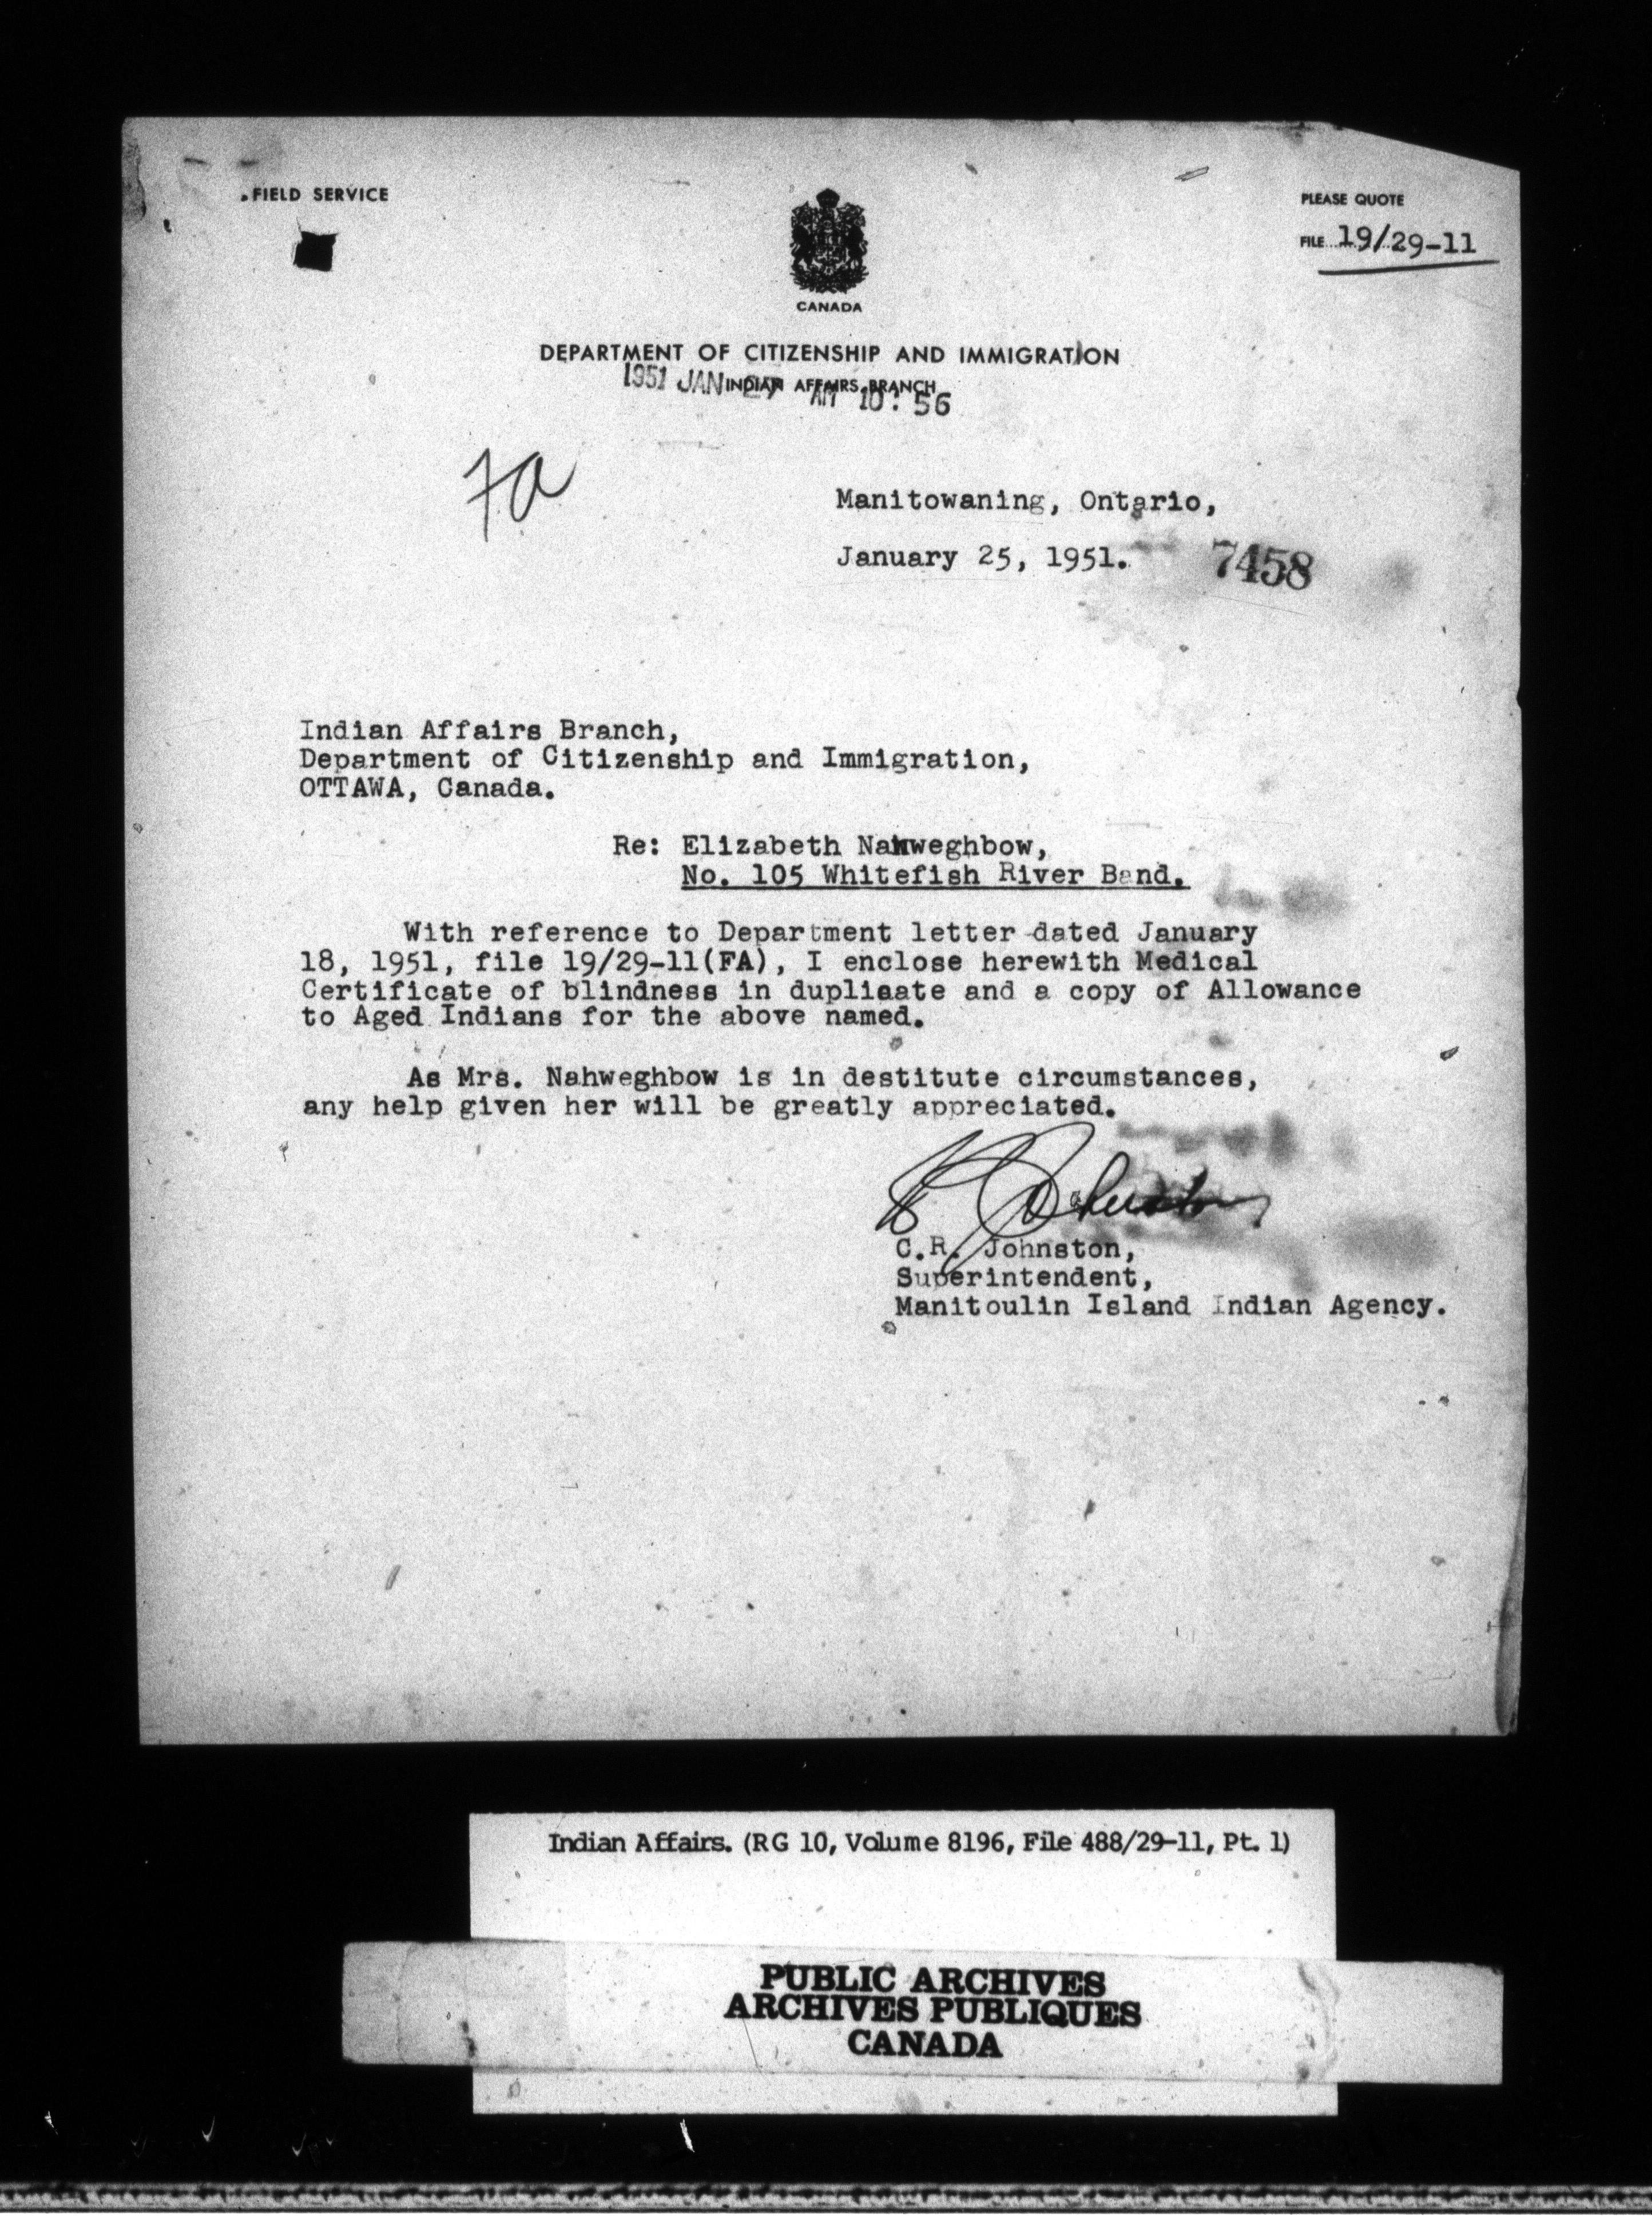 FIELD SERVICE
PLEASE QUOTE
FILE 19/29-11
CANADA
DEPARTMENT OF CITIZENSHIP AND IMMIGRATION
INDIAN AFFAIRS BRANCH
1951 JAN AM 10:56
Manitowaning, Ontario,
January 25, 1951.
7458
Indian Affairs Branch,
Department of Citizenship and Immigration,
OTTAWA, Canada.
Re: Elizabeth Nahweghbow,
No. 105 Whitefish River Band.
With reference to Department letter dated January
18, 1951, file 19/29-11(FA), I enclose herewith Medical
Certificate of blindness in dupliaate and a copy of Allowance
to Aged Indians for the above named.
As Mrs. Nahweghbow is in destitute circumstances,
any help given her will be greatly appreciated.
C.R. Johnston,
Superintendent,
Manitoulin Island Indian Agency.
Indian Affairs. (RG 10, Volume 8196, File 488/29-11, Pt. 1)
PUBLIC ARCHIVES
ARCHIVES PUBLIQUES
CANADA